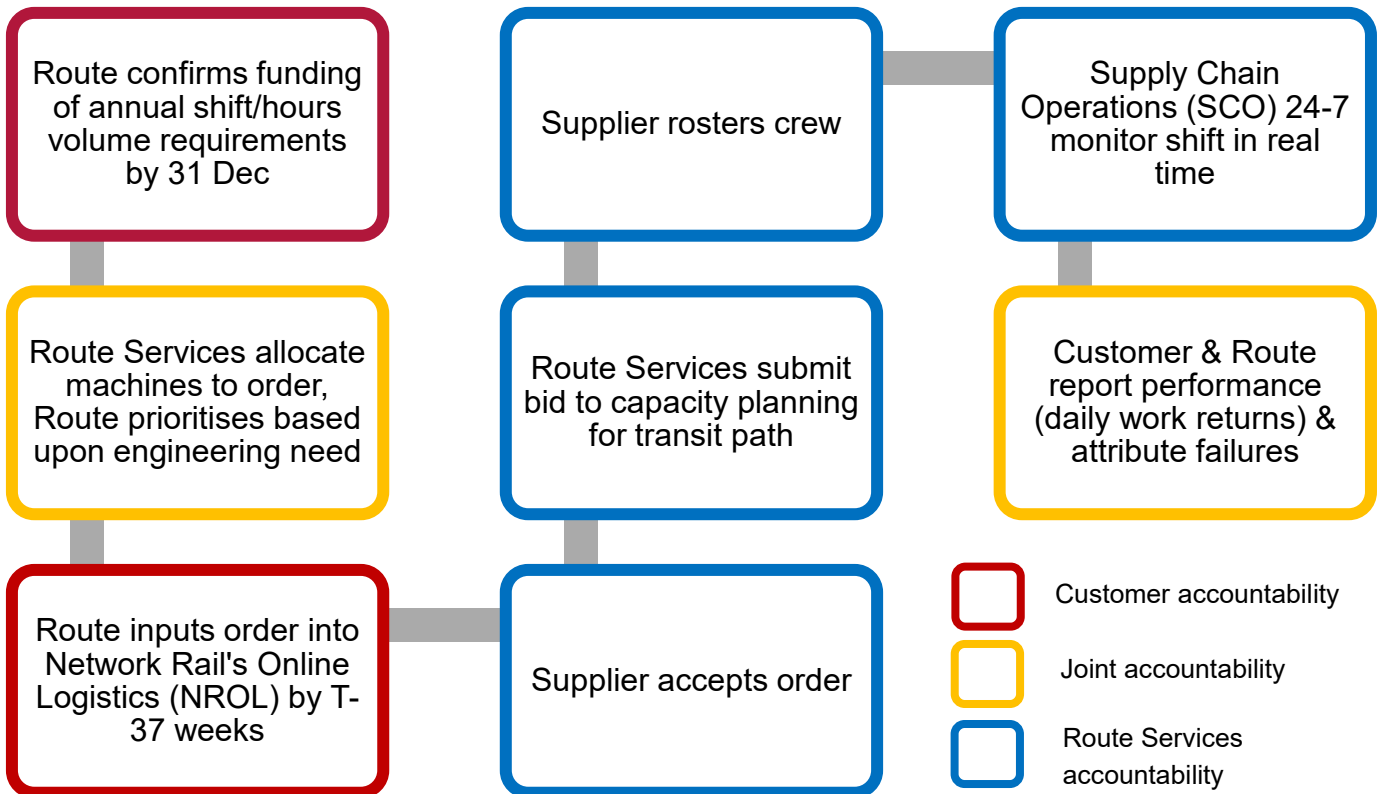 Route confirms funding
of annual shift/hours
volume requirements
by 31 Dec
Route Services allocate
machines to order,
Route prioritises based
upon engineering need
Route inputs order into
Network Rail's Online
Logistics (NROL) by T-
37 weeks
Supplier accepts order
Route Services submit
bid to capacity planning
for transit path
Supplier rosters crew
Supply Chain
Operations (SCO) 24-7
monitor shift in real
time
Customer & Route
report performance
(daily work returns) &
attribute failures
Customer accountability
Joint accountability
Route Services
accountability